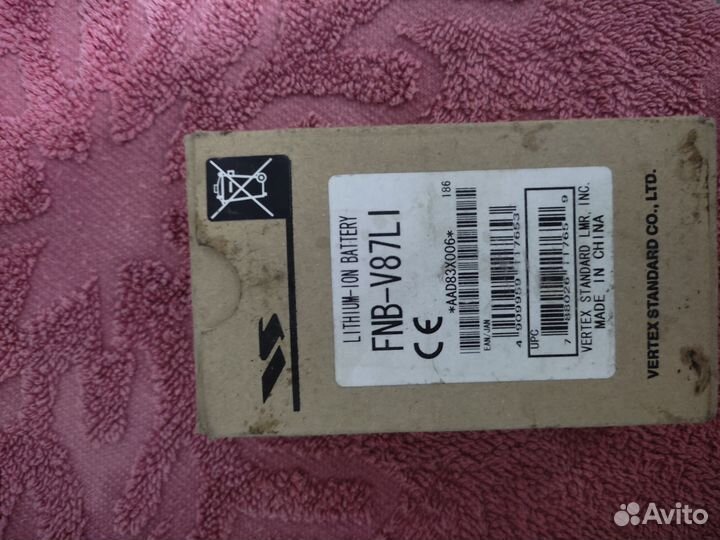 LITHIUM-ION BATTERY
FNB-V87LI
CE
186
*AAD83X006*
EAN/JAN
4 909959 117653
UPC
7 88026 11765 9
VERTEX STANDARD LMR, INC.
MADE IN CHINA
VERTEX STANDARD CO., LTD.
Avito